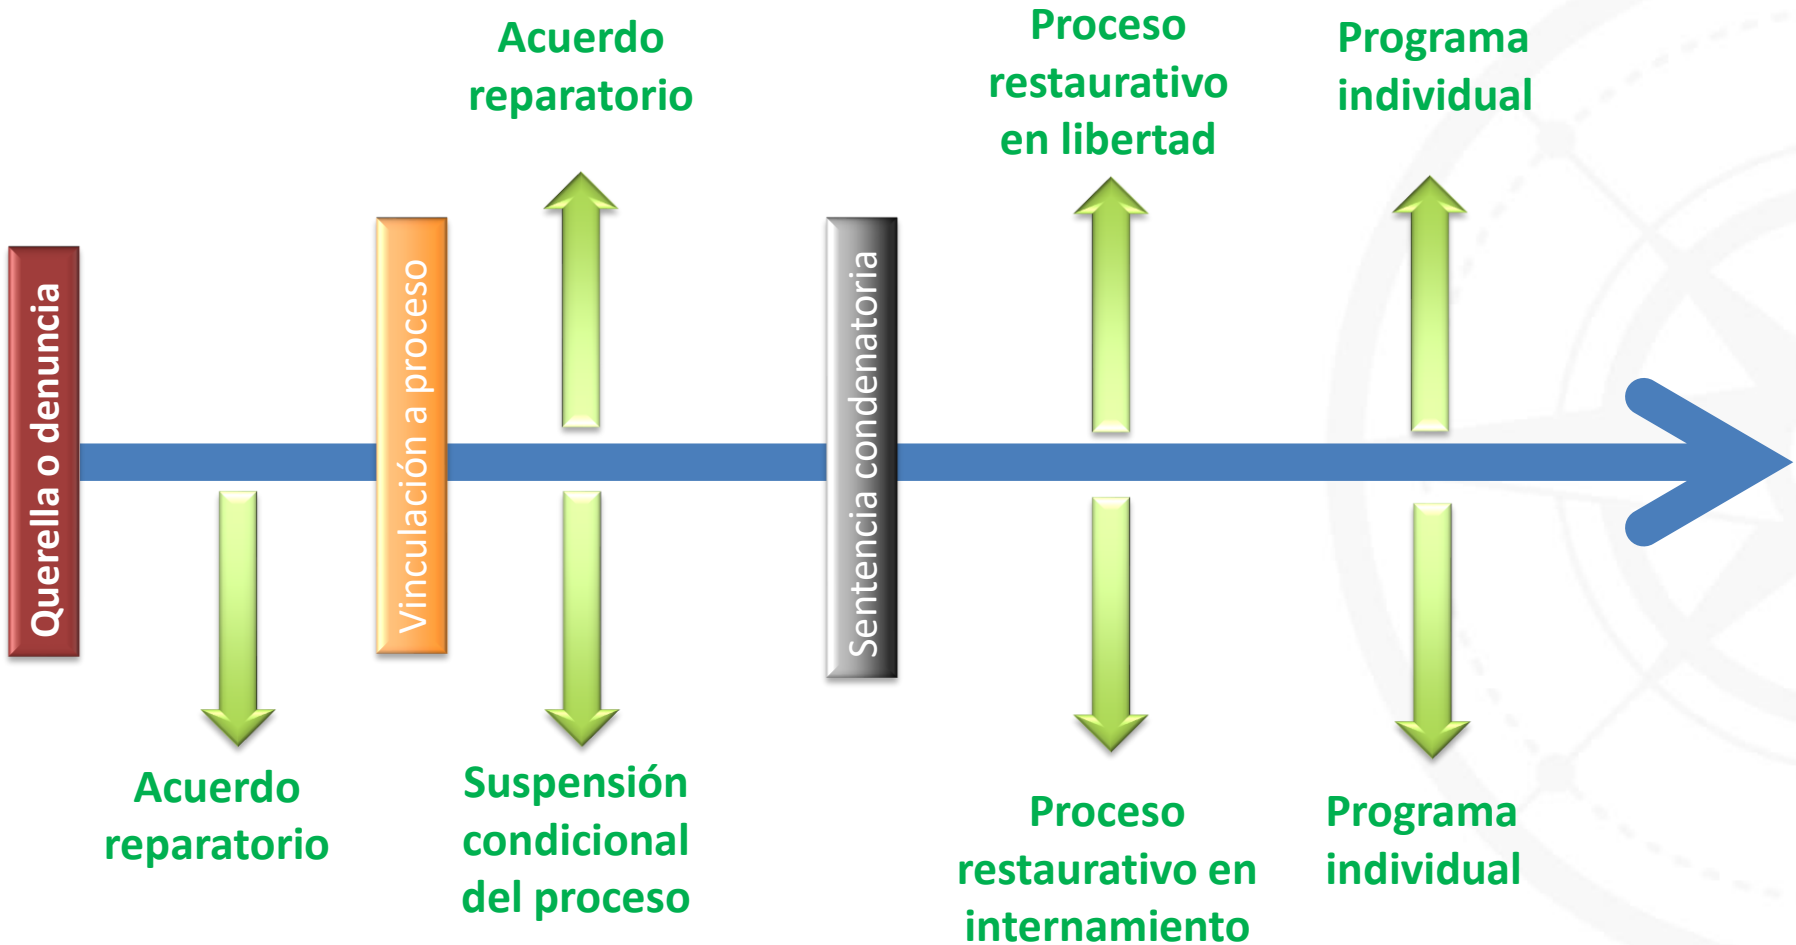 Acuerdo
reparatorio
Proceso
restaurativo
en libertad
Programa
individual
Querella o denuncia
Vinculación a proceso
Sentencia condenatoria
Acuerdo
reparatorio
Suspensión
condicional
del proceso
Proceso
restaurativo en
internamiento
Programa
individual